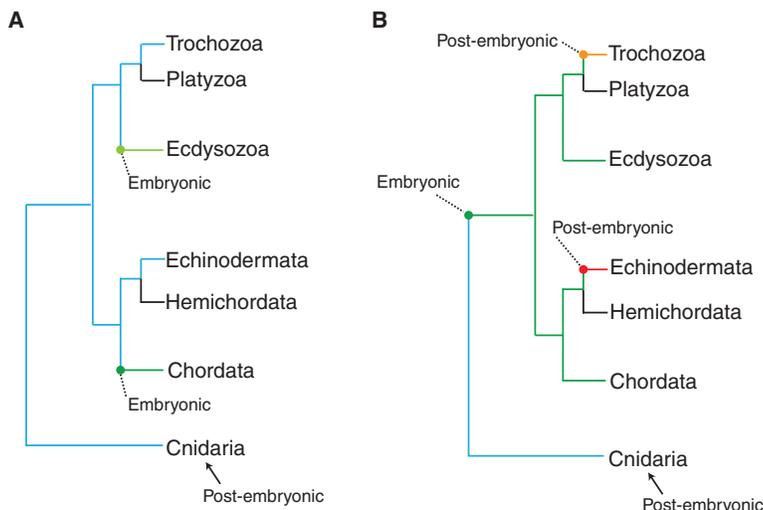 A
Trochozoa
Platyzoa
Ecdysozoa
Embryonic
Echinodermata
Hemichordata
Chordata
Embryonic
Cnidaria
Post-embryonic
B
Post-embryonic
Trochozoa
Platyzoa
Ecdysozoa
Embryonic
Post-embryonic
Echinodermata
Hemichordata
Chordata
Cnidaria
Post-embryonic